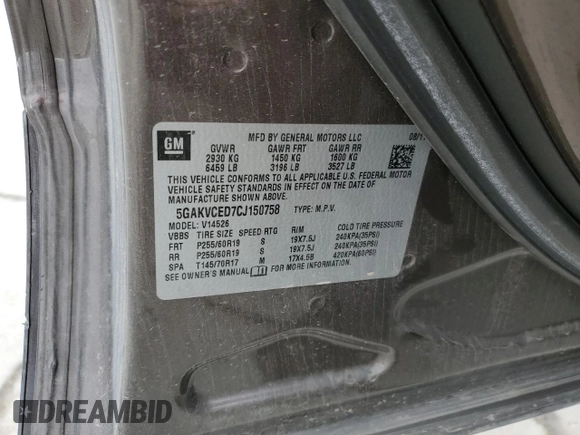 GM
MFD BY GENERAL MOTORS LLC 08/1
GVWR GAWR FRT GAWR RR
2930 KG 1450 KG 1600 KG
6459 LB 3196 LB 3527 LB
THIS VEHICLE CONFORMS TO ALL APPLICABLE U.S. FEDERAL MOTOR
VEHICLE SAFETY STANDARDS IN EFFECT ON THE DATE OF
MANUFACTURE SHOWN ABOVE.
5GAKVCED7CJ150758 TYPE: M.P.V.
MODEL: V14526
VBBS TIRE SIZE SPEED RTG RIM COLD TIRE PRESSURE
FRT P255/60R19 S 19X7.5J 240KPA(35PSI)
RR P255/60R19 S 19X7.5J 240KPA(35PSI)
SPA T145/70R17 M 17X4.5B 420KPA(60PSI)
SEE OWNER'S MANUAL FOR MORE INFORMATION.
DREAMBID